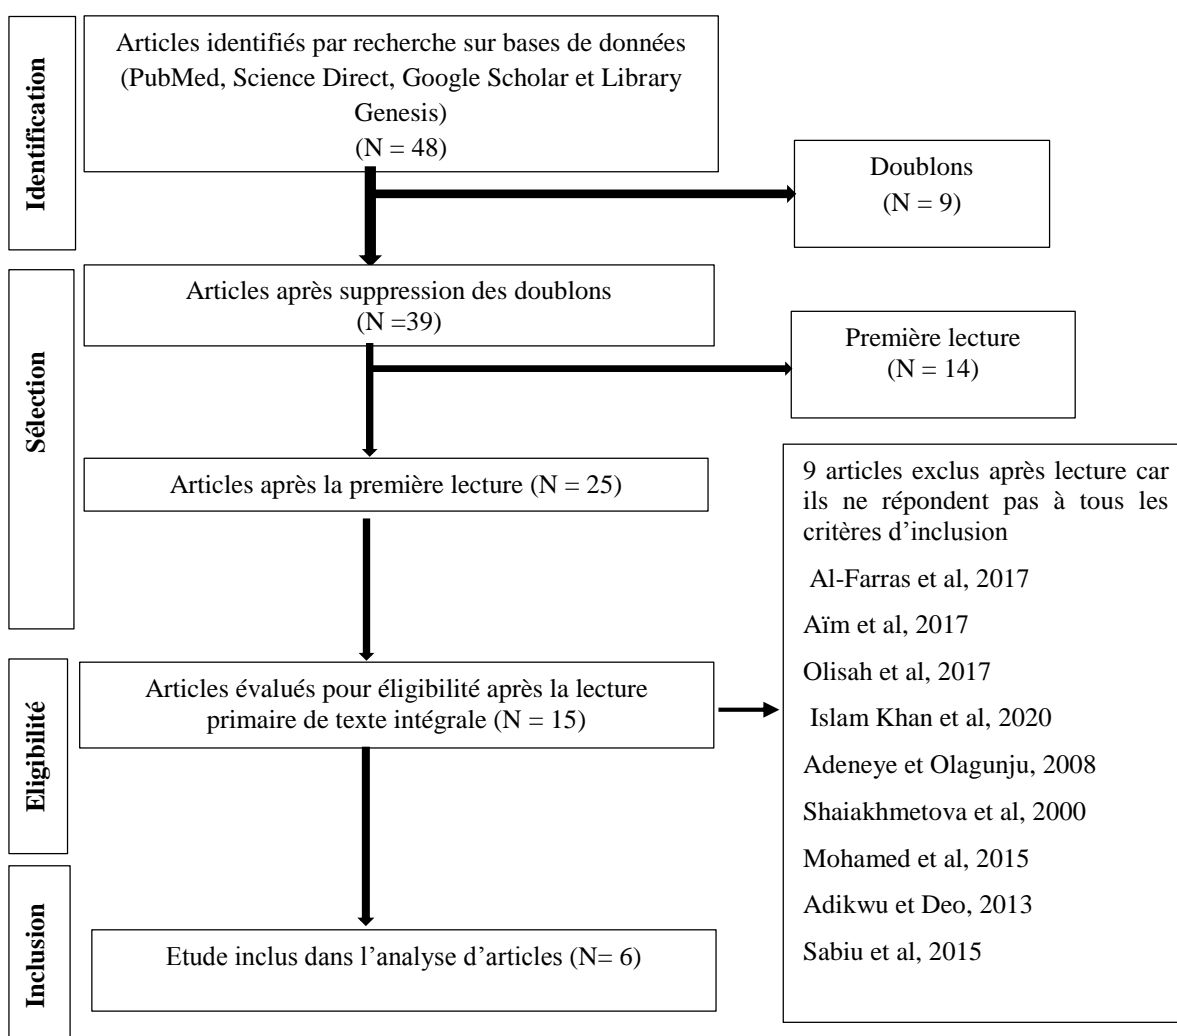 Identification
Articles identifiés par recherche sur bases de données
(PubMed, Science Direct, Google Scholar et Library
Genesis)
(N = 48)
Doublons
(N = 9)
Sélection
Articles après suppression des doublons
(N =39)
Première lecture
(N = 14)
Articles après la première lecture (N = 25)
9 articles exclus après lecture car
ils ne répondent pas à tous les
critères d’inclusion
Al-Farras et al, 2017
Aïm et al, 2017
Olisah et al, 2017
Islam Khan et al, 2020
Adeneye et Olagunju, 2008
Shaiakhmetova et al, 2000
Mohamed et al, 2015
Adikwu et Deo, 2013
Sabiu et al, 2015
Eligibilité
Articles évalués pour éligibilité après la lecture
primaire de texte intégrale (N = 15)
Inclusion
Etude inclus dans l’analyse d’articles (N= 6)